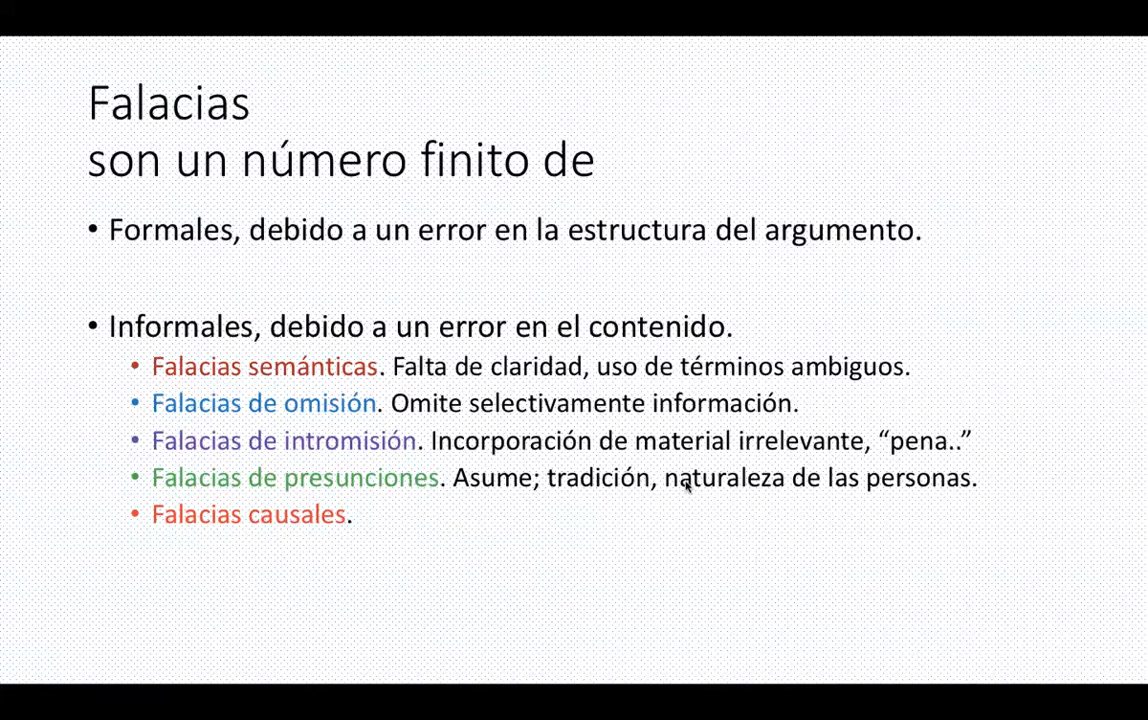 Falacias
son un número finito de
• Formales, debido a un error en la estructura del argumento.
• Informales, debido a un error en el contenido.
• Falacias semánticas. Falta de claridad, uso de términos ambiguos.
• Falacias de omisión. Omite selectivamente información.
• Falacias de intromisión. Incorporación de material irrelevante, “pena..”
• Falacias de presunciones. Asume; tradición, naturaleza de las personas.
• Falacias causales.